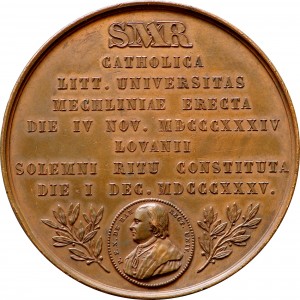 SMR
CATHOLICA
LITT. UNIVERSITAS
MECHLINIAE ERECTA
DIE IV NOV. MDCCCXXXIV
LOVANII
SOLEMNI RITU CONSTITUTA
DIE I DEC. MDCCCXXXV.